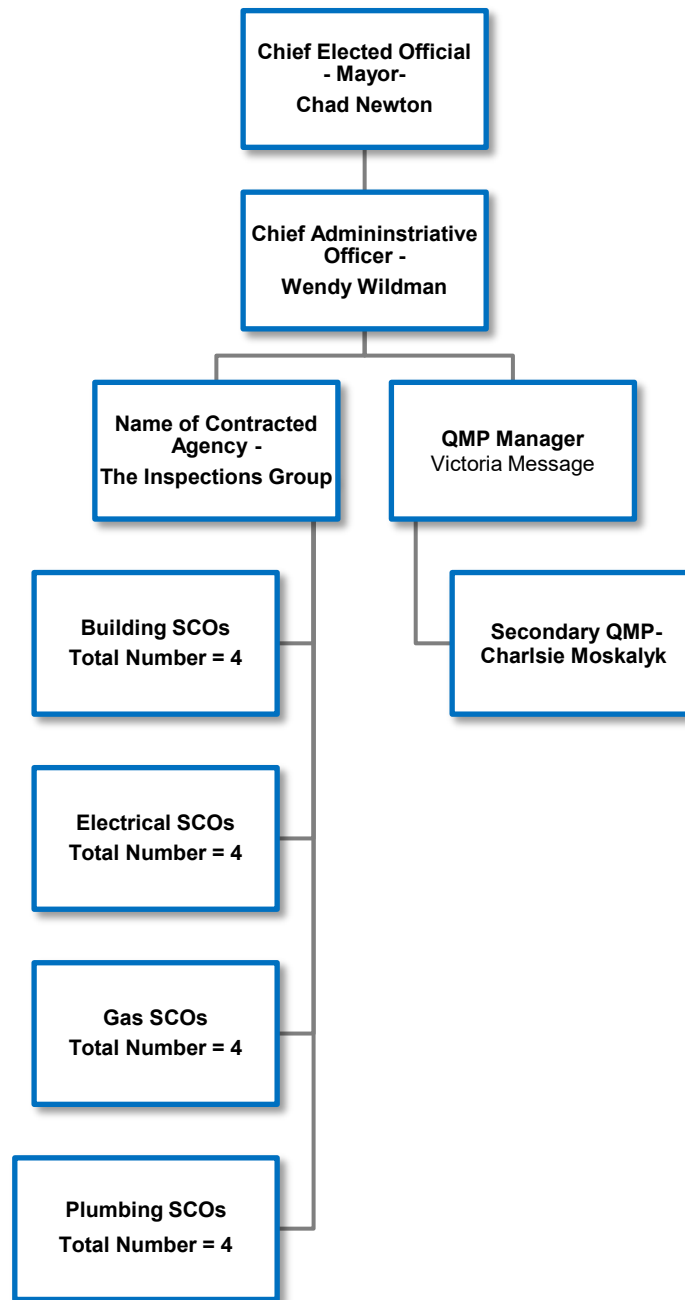 Chief Elected Official
- Mayor-
Chad Newton
Chief Admininstriative
Officer -
Wendy Wildman
Name of Contracted
Agency -
The Inspections Group
QMP Manager
Victoria Message
Building SCOs
Total Number = 4
Secondary QMP-
Charlsie Moskalyk
Electrical SCOs
Total Number = 4
Gas SCOs
Total Number = 4
Plumbing SCOs
Total Number = 4